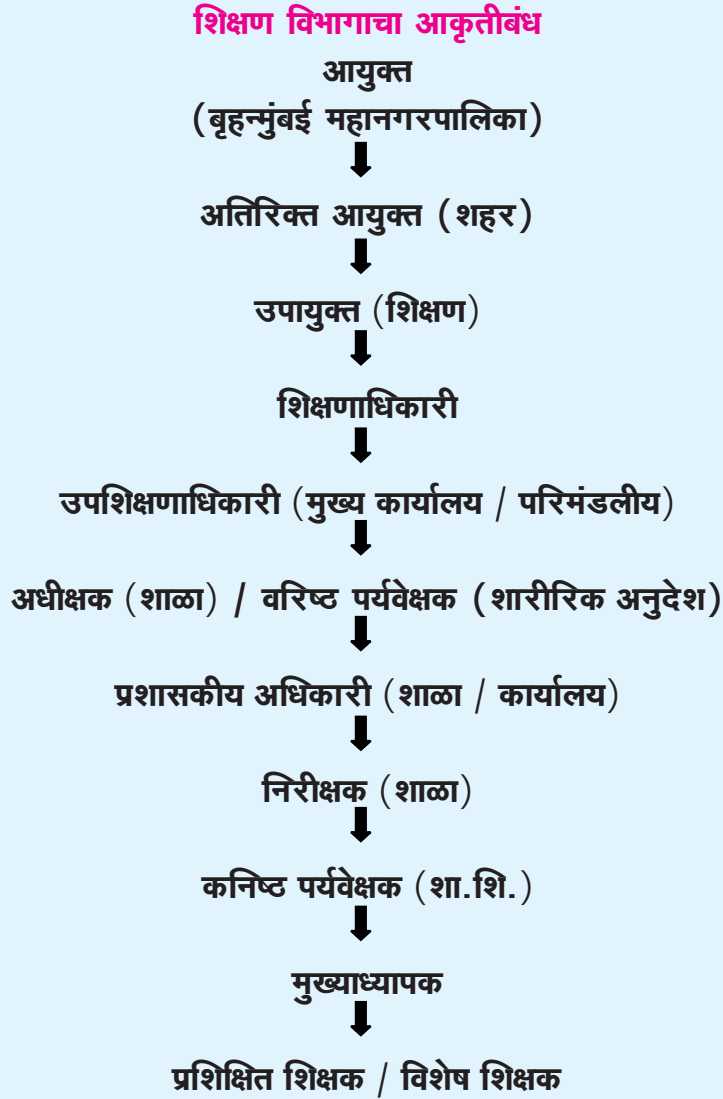 शिक्षण विभागाचा आकृतीबंध
आयुक्त
(बृहन्मुंबई महानगरपालिका)
अतिरिक्त आयुक्त (शहर)
उपायुक्त (शिक्षण)
शिक्षणाधिकारी
उपशिक्षणाधिकारी (मुख्य कार्यालय / परिमंडलीय)
अधीक्षक (शाळा) / वरिष्ट पर्यवेक्षक (शारीरिक अनुदेश)
प्रशासकीय अधिकारी (शाळा / कार्यालय)
निरीक्षक (शाळा)
कनिष्ट पर्यवेक्षक (शा.शि.)
मुख्याध्यापक
प्रशिक्षित शिक्षक / विशेष शिक्षक